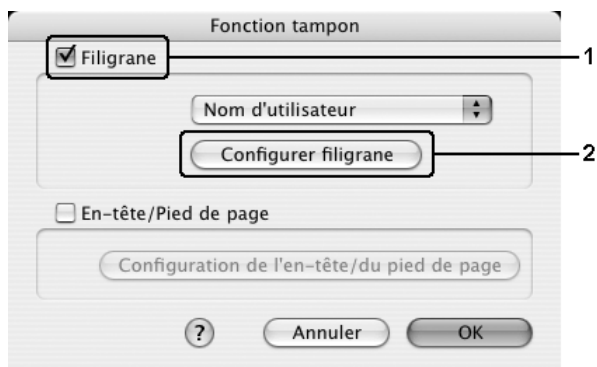 Fonction tampon
Filigrane
1
Nom d'utilisateur
Configurer filigrane
2
En-tête/Pied de page
Configuration de l'en-tête/du pied de page
?
Annuler
OK